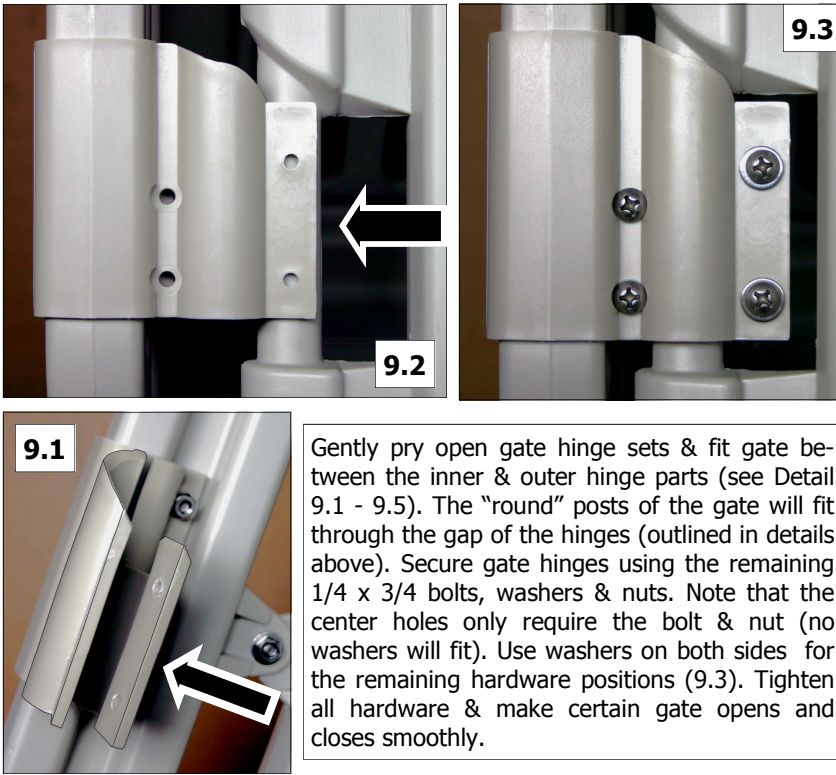 9.3
9.2
9.1
Gently pry open gate hinge sets & fit gate be-
tween the inner & outer hinge parts (see Detail
9.1 - 9.5). The “round” posts of the gate will fit
through the gap of the hinges (outlined in details
above). Secure gate hinges using the remaining
1/4 x 3/4 bolts, washers & nuts. Note that the
center holes only require the bolt & nut (no
washers will fit). Use washers on both sides for
the remaining hardware positions (9.3). Tighten
all hardware & make certain gate opens and
closes smoothly.